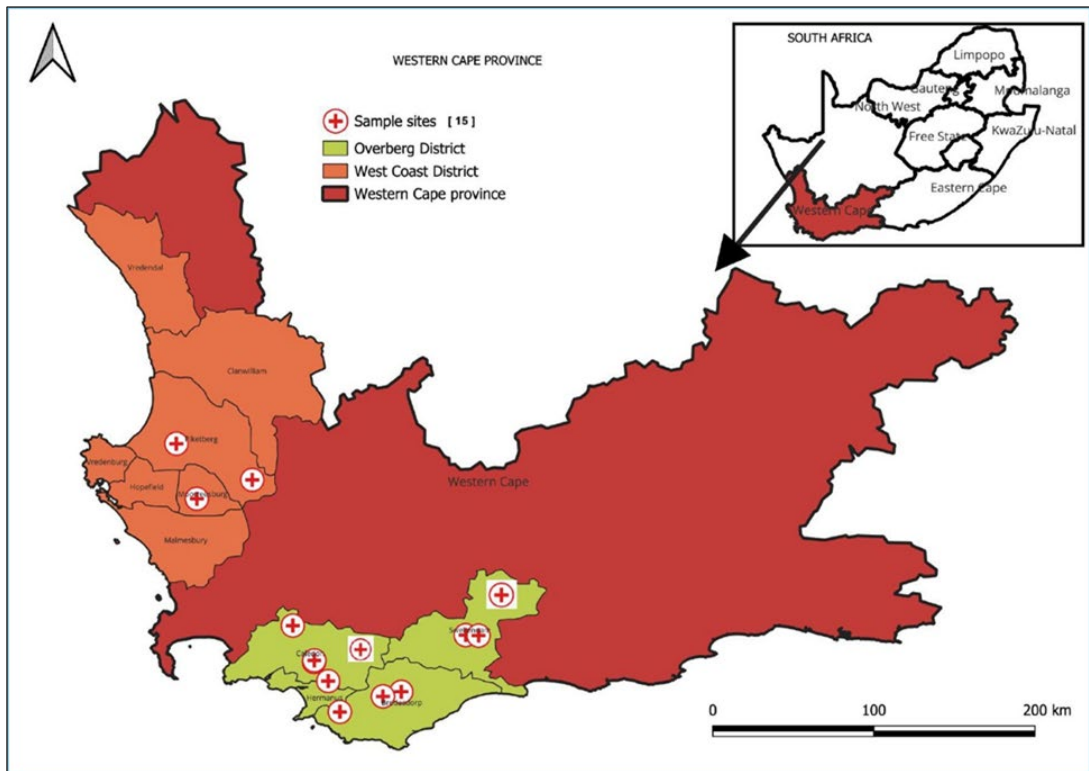 WESTERN CAPE PROVINCE
Sample sites [ 15 ]
Overberg District
West Coast District
Western Cape province
SOUTH AFRICA
Limpopo
Gauteng
Mpumalanga
North West
Free State
KwaZulu-Natal
Eastern Cape
Western Cape
Vredendal
Clanwilliam
Piketberg
Vredenburg
Hopefield
Moorreesburg
Malmesbury
Western Cape
Hermanus
0 100 200 km